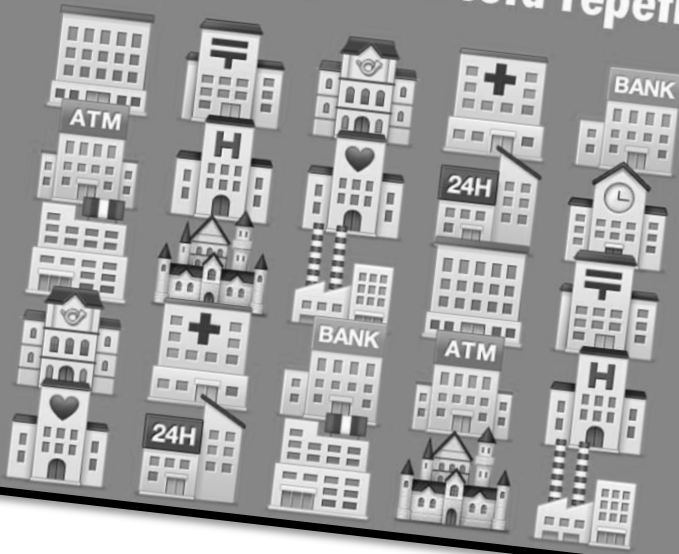 〒 BANK
ATM H 24H
〒
BANK ATM H
24H